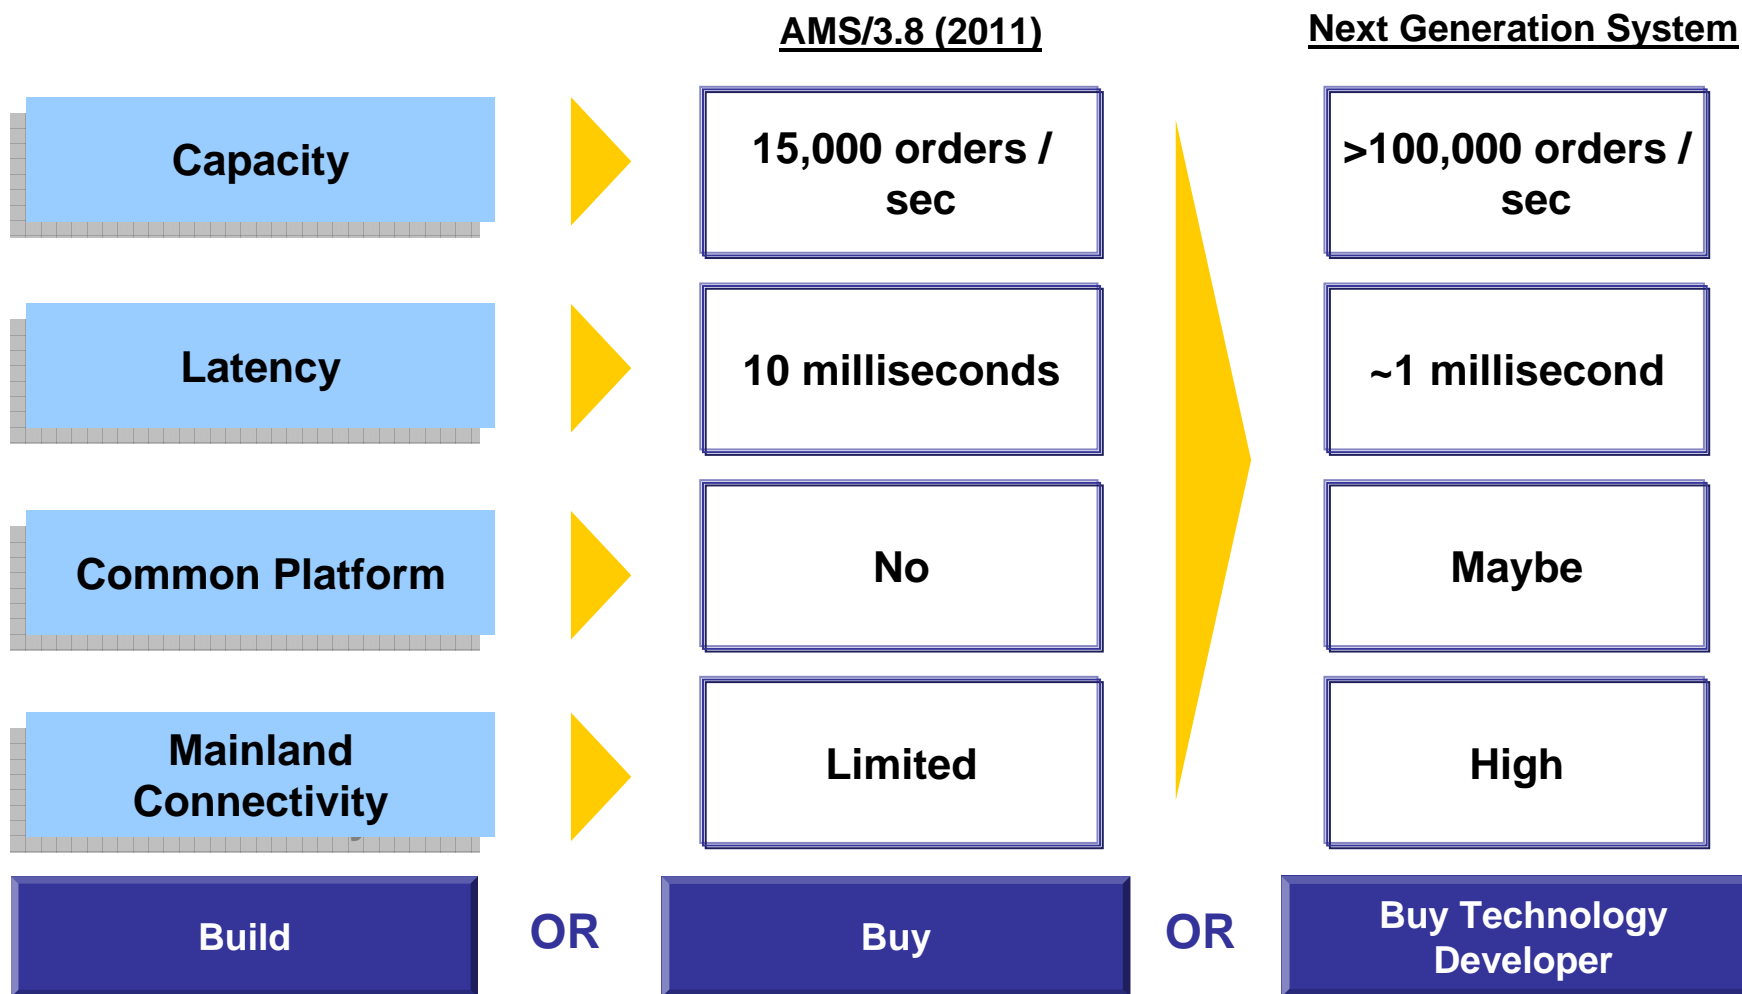 AMS/3.8 (2011)
Next Generation System
Capacity
15,000 orders /
sec
>100,000 orders /
sec
Latency
10 milliseconds
~1 millisecond
Common Platform
No
Maybe
Mainland
Connectivity
Limited
High
Build
OR
Buy
OR
Buy Technology
Developer